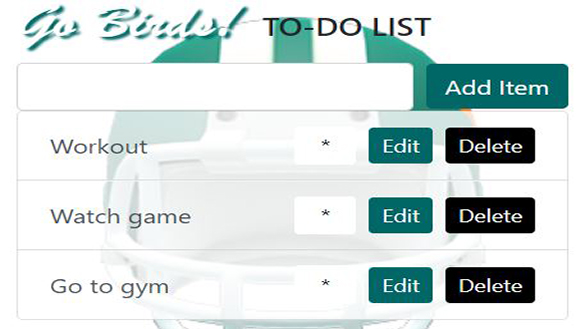 Go Birds! TO-DO LIST
Add Item
Workout * Edit Delete
Watch game * Edit Delete
Go to gym * Edit Delete